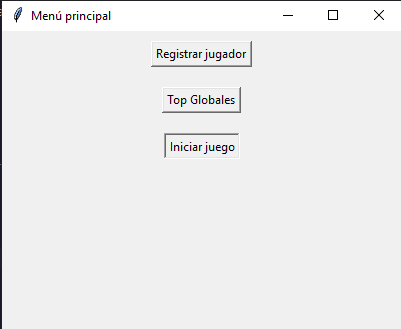 Menú principal
Registrar jugador
Top Globales
Iniciar juego